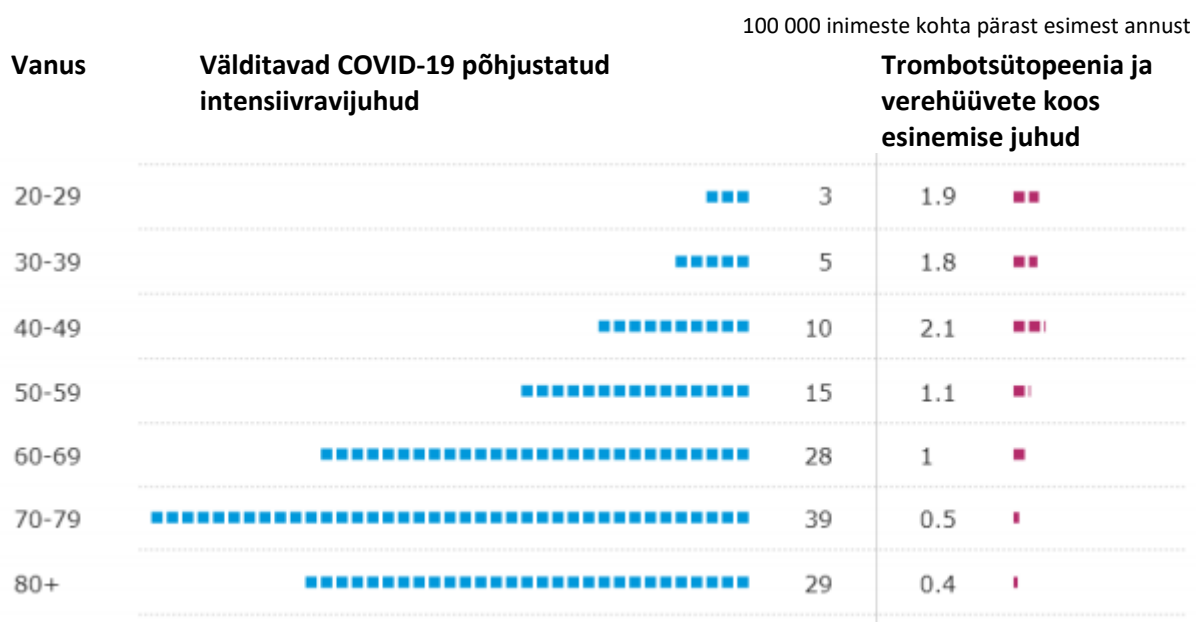 100 000 inimeste kohta pärast esimest annust
Vanus Välditavad COVID-19 põhjustatud intensiivravijuhud Trombotsütopeenia ja verehüüvete koos esinemise juhud
20-29 3 1.9
30-39 5 1.8
40-49 10 2.1
50-59 15 1.1
60-69 28 1
70-79 39 0.5
80+ 29 0.4